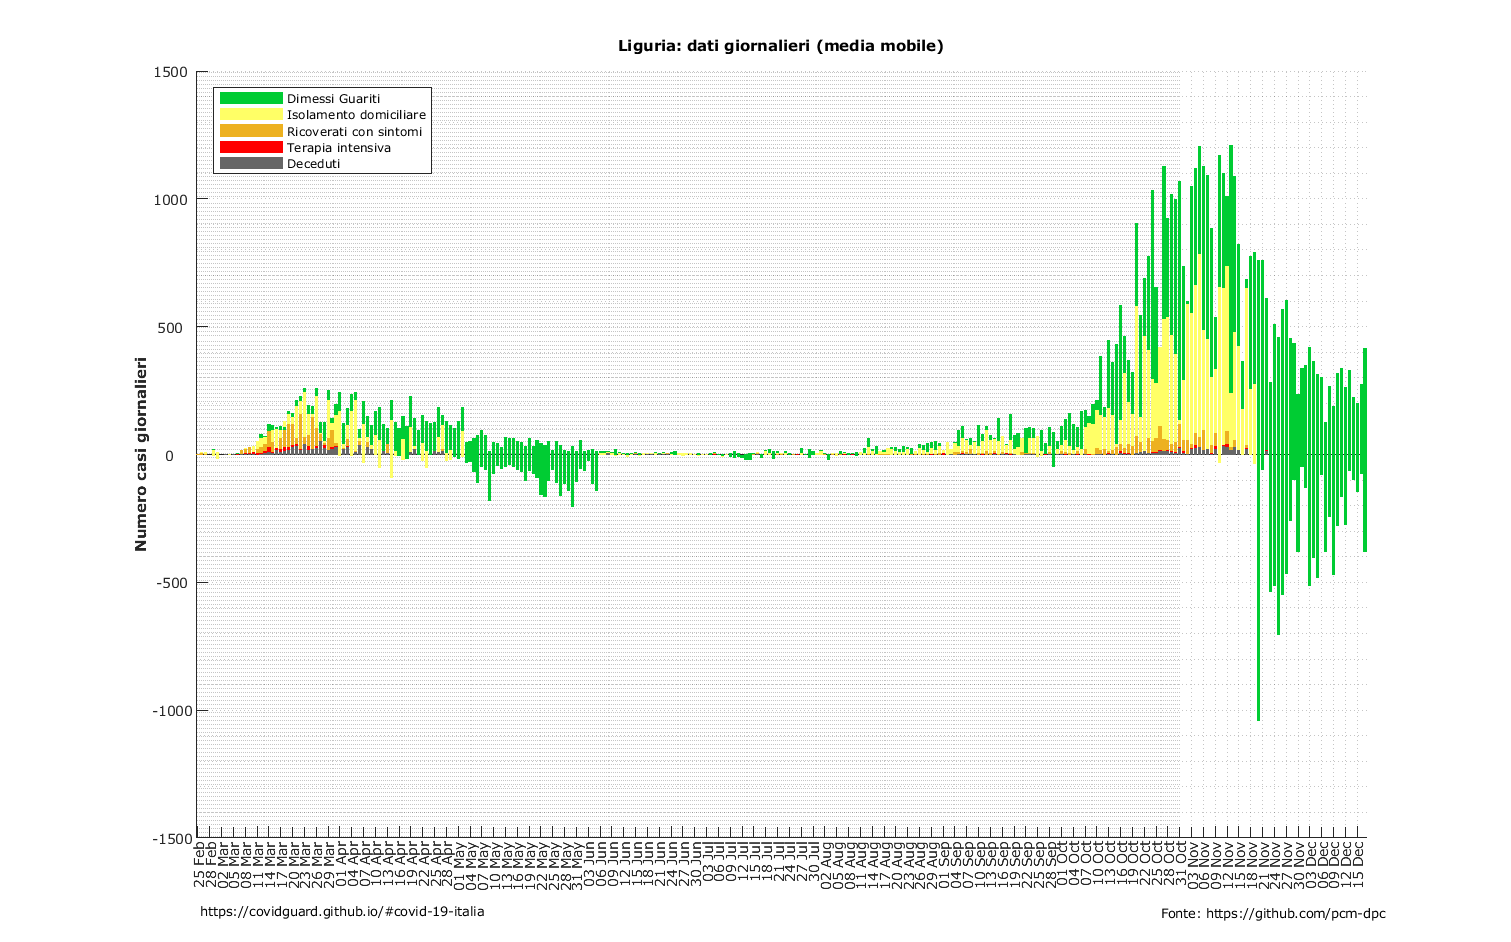 Liguria: dati giornalieri (media mobile)
1500
1000
500
0
-500
-1000
-1500
Numero casi giornalieri
Dimessi Guariti
Isolamento domiciliare
Ricoverati con sintomi
Terapia intensiva
Deceduti
25 Feb
28 Feb
02 Mar
05 Mar
08 Mar
11 Mar
14 Mar
17 Mar
20 Mar
23 Mar
26 Mar
29 Mar
01 Apr
04 Apr
07 Apr
10 Apr
13 Apr
16 Apr
19 Apr
22 Apr
25 Apr
28 Apr
01 May
04 May
07 May
10 May
13 May
16 May
19 May
22 May
25 May
28 May
31 May
03 Jun
06 Jun
09 Jun
12 Jun
15 Jun
18 Jun
21 Jun
24 Jun
27 Jun
30 Jun
03 Jul
06 Jul
09 Jul
12 Jul
15 Jul
18 Jul
21 Jul
24 Jul
27 Jul
30 Jul
02 Aug
05 Aug
08 Aug
11 Aug
14 Aug
17 Aug
20 Aug
23 Aug
26 Aug
29 Aug
01 Sep
04 Sep
07 Sep
10 Sep
13 Sep
16 Sep
19 Sep
22 Sep
25 Sep
28 Sep
01 Oct
04 Oct
07 Oct
10 Oct
13 Oct
16 Oct
19 Oct
22 Oct
25 Oct
28 Oct
31 Oct
03 Nov
06 Nov
09 Nov
12 Nov
15 Nov
18 Nov
21 Nov
24 Nov
27 Nov
30 Nov
03 Dec
06 Dec
09 Dec
12 Dec
15 Dec
https://covidguard.github.io/#covid-19-italia
Fonte: https://github.com/pcm-dpc